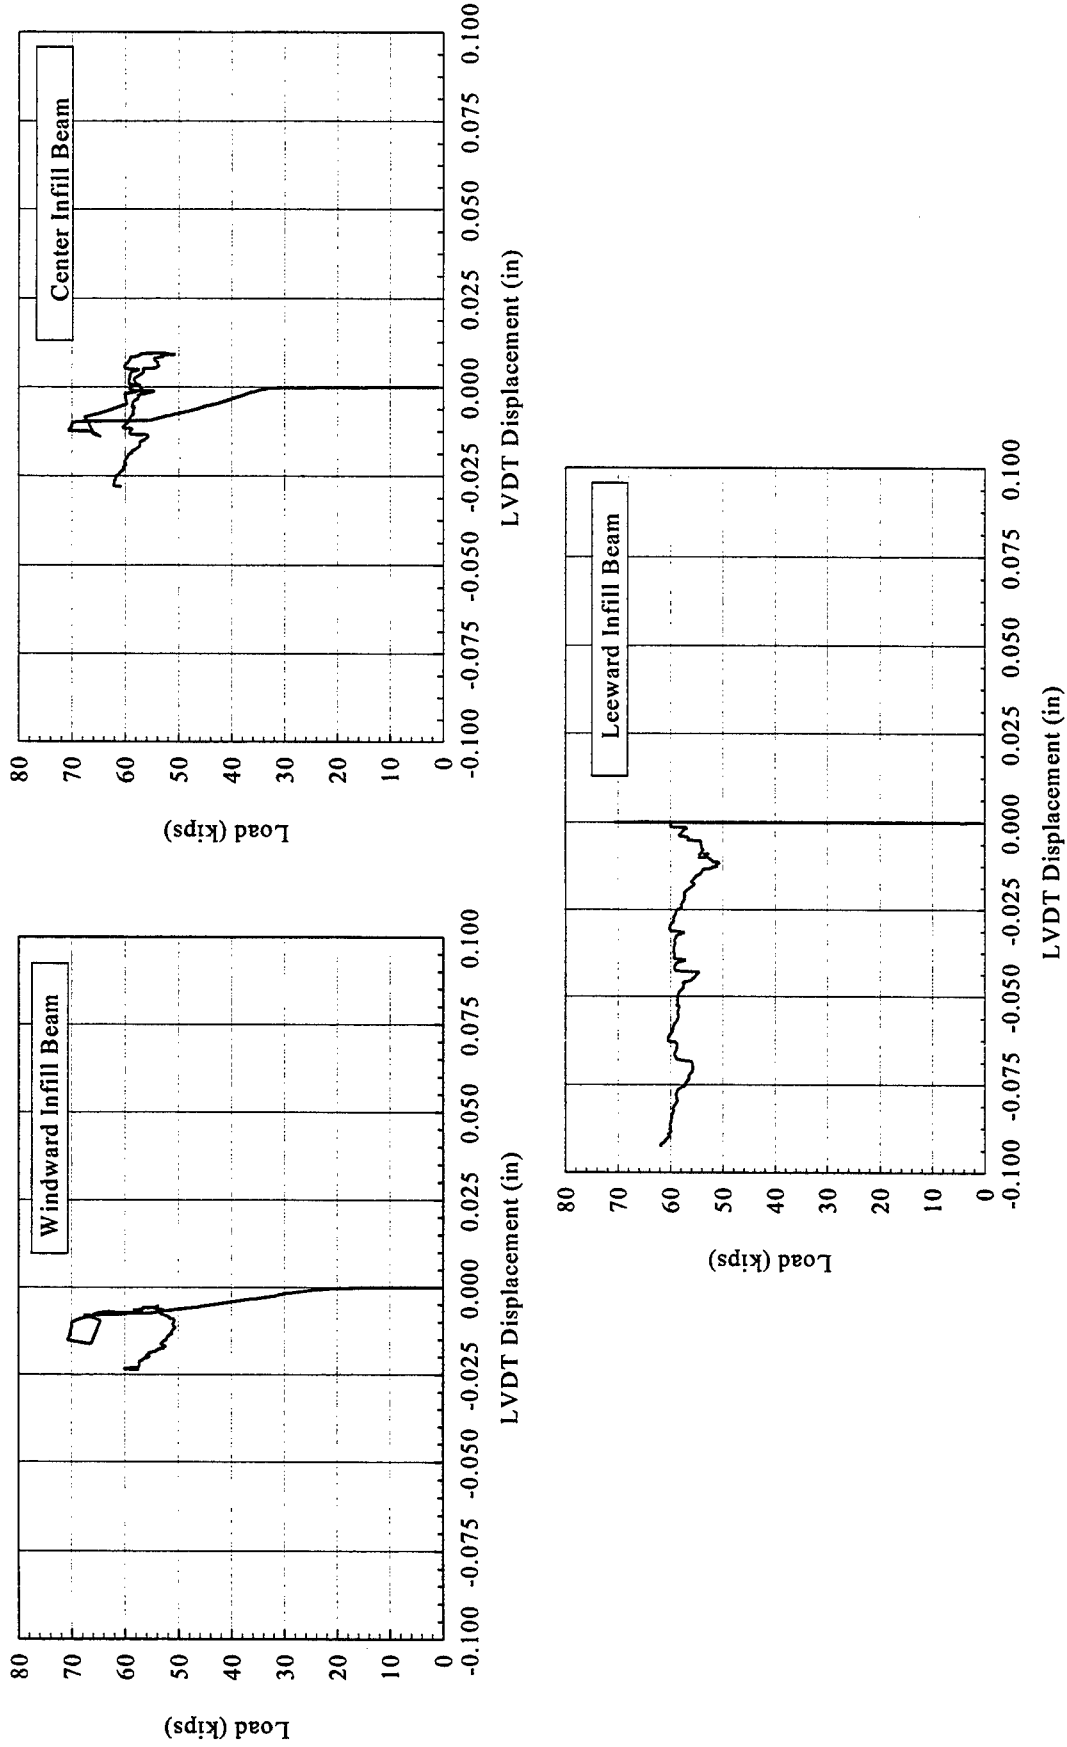 Windward Infill Beam
Load (kips)
80
70
60
50
40
30
20
10
0
-0.100 -0.075 -0.050 -0.025 0.000 0.025 0.050 0.075 0.100
LVDT Displacement (in)
Center Infill Beam
Load (kips)
80
70
60
50
40
30
20
10
0
-0.100 -0.075 -0.050 -0.025 0.000 0.025 0.050 0.075 0.100
LVDT Displacement (in)
Leeward Infill Beam
Load (kips)
80
70
60
50
40
30
20
10
0
-0.100 -0.075 -0.050 -0.025 0.000 0.025 0.050 0.075 0.100
LVDT Displacement (in)